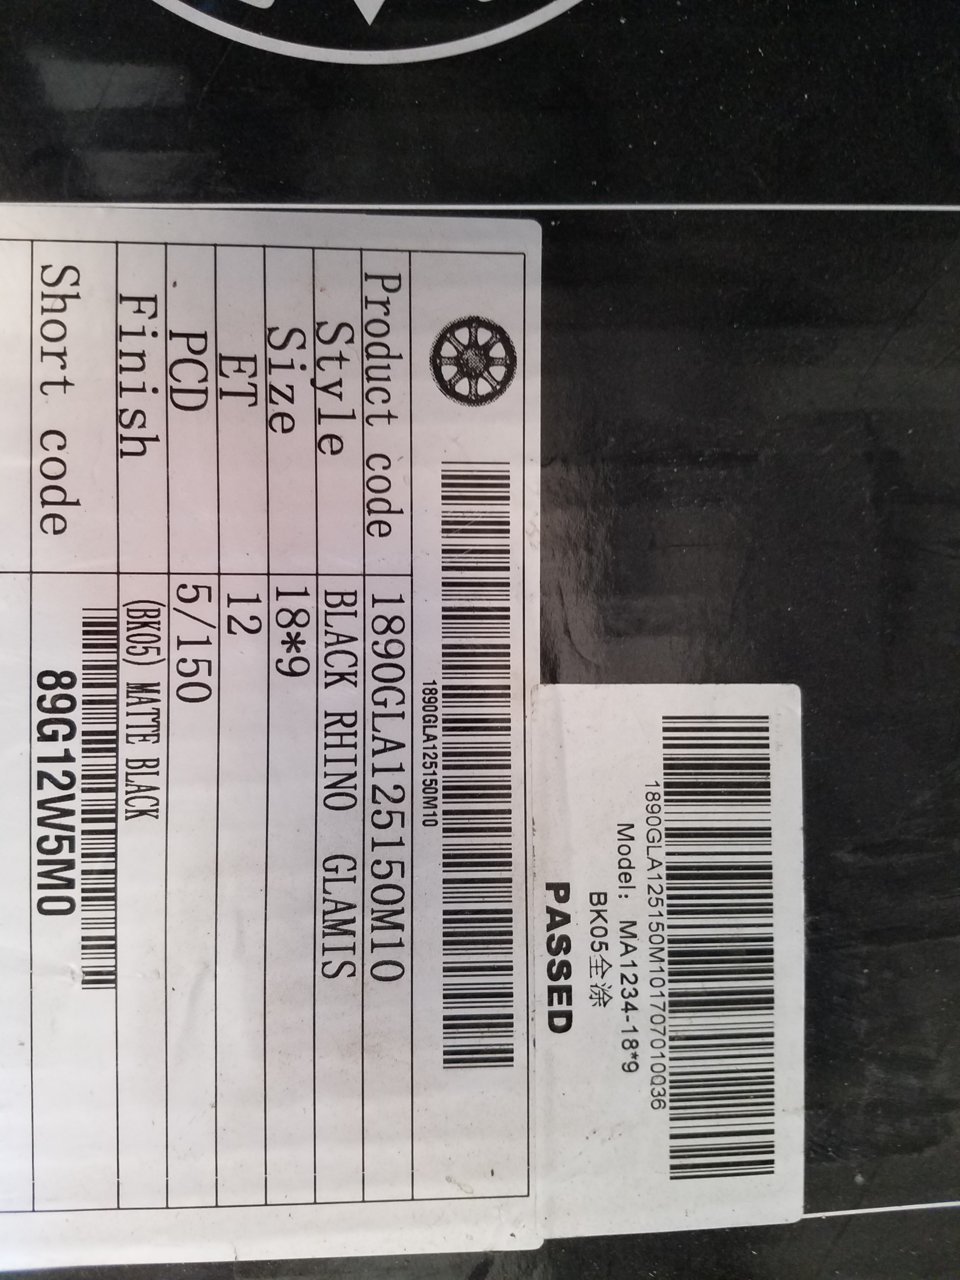 1890GLA125150M101707010036
Model: MA1234-18*9
BK05全涂
PASSED
1890GLA125150M10
Product code 1890GLA125150M10
Style BLACK RHINO GLAMIS
Size 18*9
ET 12
PCD 5/150
Finish (BK05) MATTE BLACK
Short code 89G12W5M0